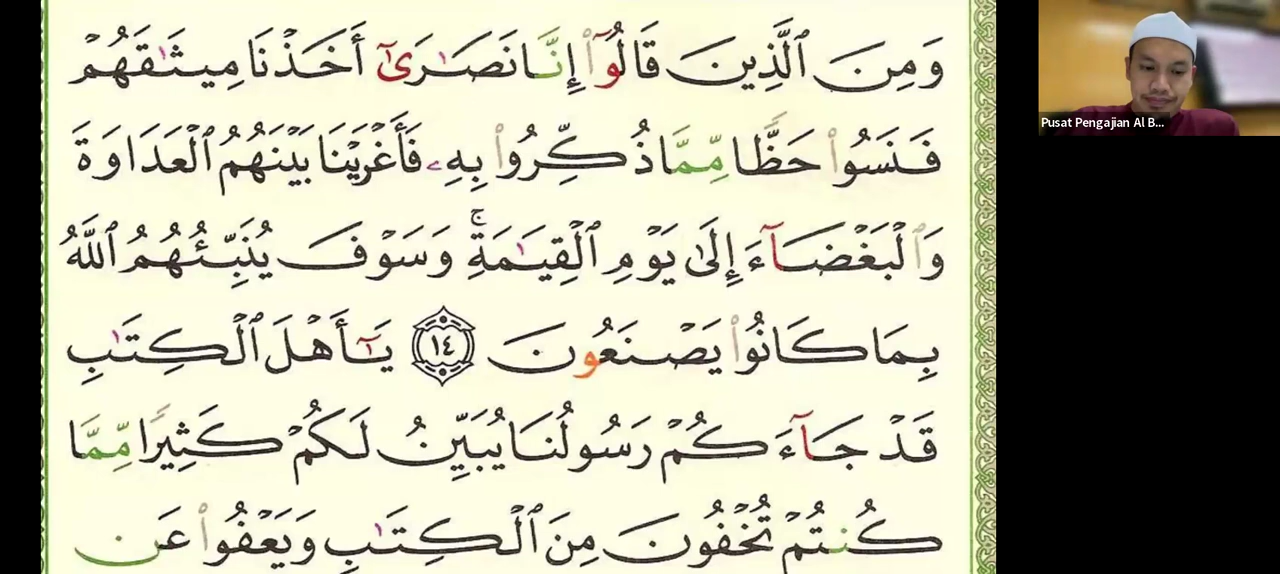 وَمِنَ ٱلَّذِينَ قَالُوٓا۟ إِنَّا نَصَـٰرَىٰٓ أَخَذْنَا مِيثَـٰقَهُمْ
فَنَسُوا۟ حَظًّا مِّمَّا ذُكِّرُوا۟ بِهِۦ فَأَغْرَيْنَا بَيْنَهُمُ ٱلْعَدَاوَةَ
وَٱلْبَغْضَآءَ إِلَىٰ يَوْمِ ٱلْقِيَـٰمَةِ ۚ وَسَوْفَ يُنَبِّئُهُمُ ٱللَّهُ
بِمَا كَانُوا۟ يَصْنَعُونَ ١٤ يَـٰٓأَهْلَ ٱلْكِتَـٰبِ
قَدْ جَآءَكُمْ رَسُولُنَا يُبَيِّنُ لَكُمْ كَثِيرًا مِّمَّا
كُنتُمْ تُخْفُونَ مِنَ ٱلْكِتَـٰبِ وَيَعْفُوا۟ عَن
Pusat Pengajian Al B...